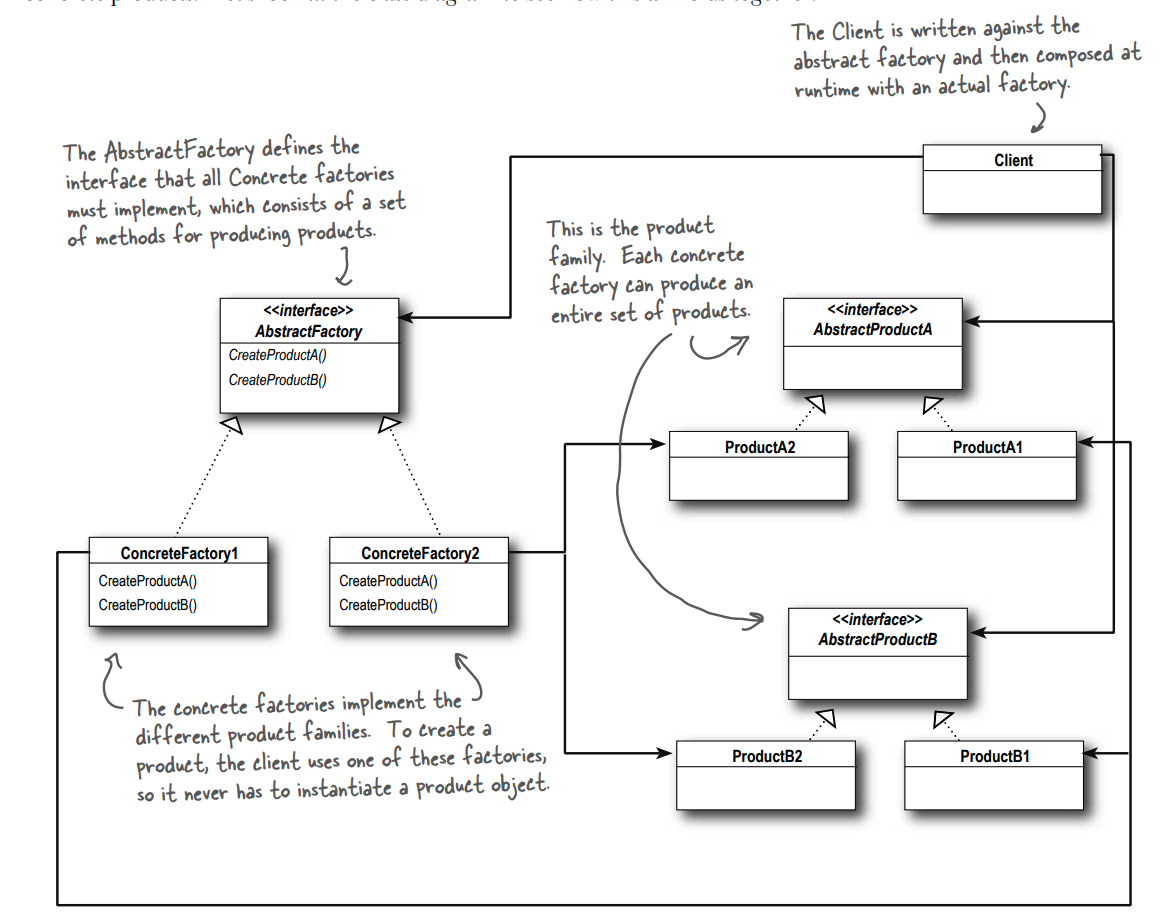 The Client is written against the
abstract factory and then composed at
runtime with an actual factory.
Client
The AbstractFactory defines the
interface that all Concrete factories
must implement, which consists of a set
of methods for producing products.
This is the product
family. Each concrete
factory can produce an
entire set of products.
<<interface>>
AbstractFactory
CreateProductA()
CreateProductB()
<<interface>>
AbstractProductA
ProductA2
ProductA1
ConcreteFactory1
CreateProductA()
CreateProductB()
ConcreteFactory2
CreateProductA()
CreateProductB()
<<interface>>
AbstractProductB
The concrete factories implement the
different product families. To create a
product, the client uses one of these factories,
so it never has to instantiate a product object.
ProductB2
ProductB1